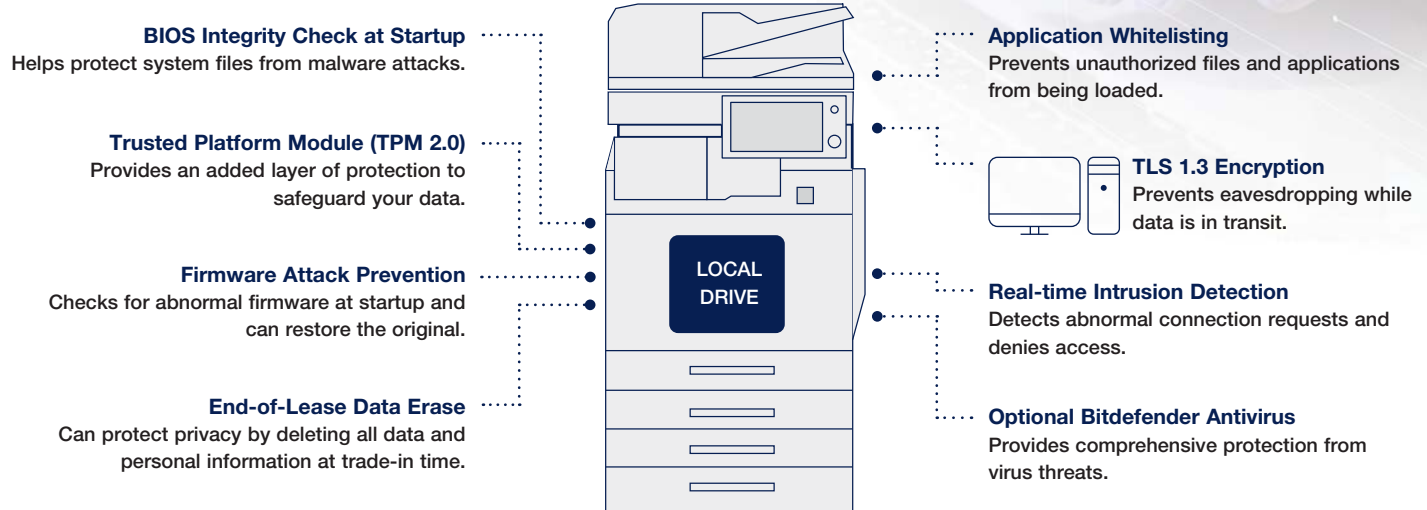 BIOS Integrity Check at Startup
Helps protect system files from malware attacks.
Trusted Platform Module (TPM 2.0)
Provides an added layer of protection to
safeguard your data.
Firmware Attack Prevention
Checks for abnormal firmware at startup and
can restore the original.
End-of-Lease Data Erase
Can protect privacy by deleting all data and
personal information at trade-in time.
LOCAL
DRIVE
Application Whitelisting
Prevents unauthorized files and applications
from being loaded.
TLS 1.3 Encryption
Prevents eavesdropping while
data is in transit.
Real-time Intrusion Detection
Detects abnormal connection requests and
denies access.
Optional Bitdefender Antivirus
Provides comprehensive protection from
virus threats.